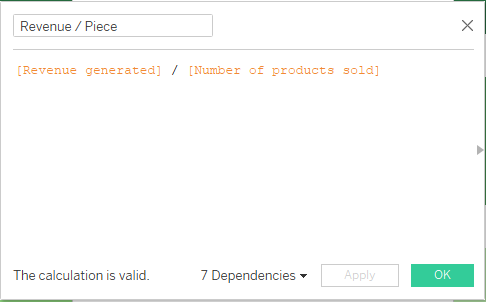 Revenue / Piece
[Revenue generated] / [Number of products sold]
The calculation is valid. 7 Dependencies Apply OK